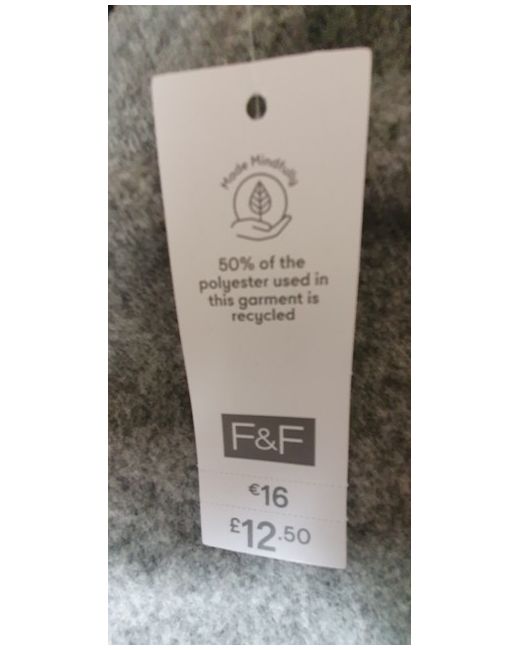 Made Mindfully
50% of the
polyester used in
this garment is
recycled
F&F
€16
£12.50